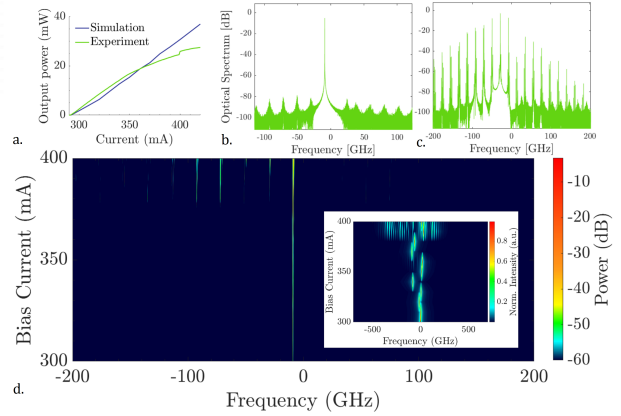 Output power (mW)
40
20
0
Simulation
Experiment
300
350
400
Current (mA)
a.
Optical Spectrum [dB]
0
-20
-40
-60
-80
-100
-100
0
100
Frequency [GHz]
b.
0
-20
-40
-60
-80
-100
-200
-100
0
100
200
Frequency [GHz]
c.
Bias Current (mA)
400
350
300
-200
-100
0
100
200
Frequency (GHz)
d.
Bias Current (mA)
400
350
300
-500
0
500
Frequency (GHz)
0.8
0.6
0.4
0.2
Norm. Intensity (a.u.)
-10
-20
-30
-40
-50
-60
Power (dB)